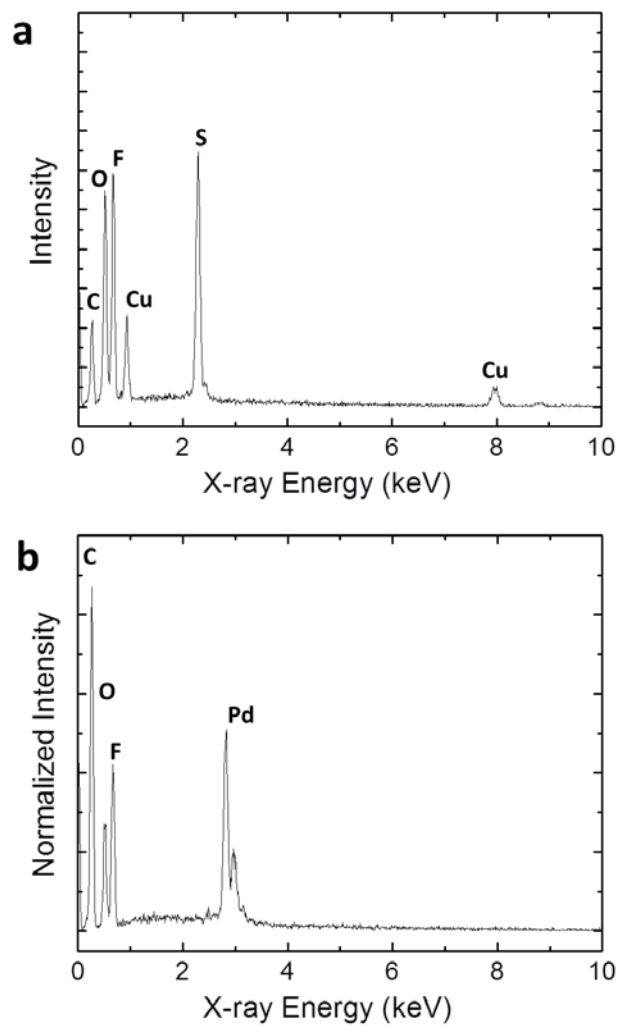 a
Intensity
C
O
F
Cu
S
Cu
0 2 4 6 8 10
X-ray Energy (keV)
b
Normalized Intensity
C
O
F
Pd
0 2 4 6 8 10
X-ray Energy (keV)